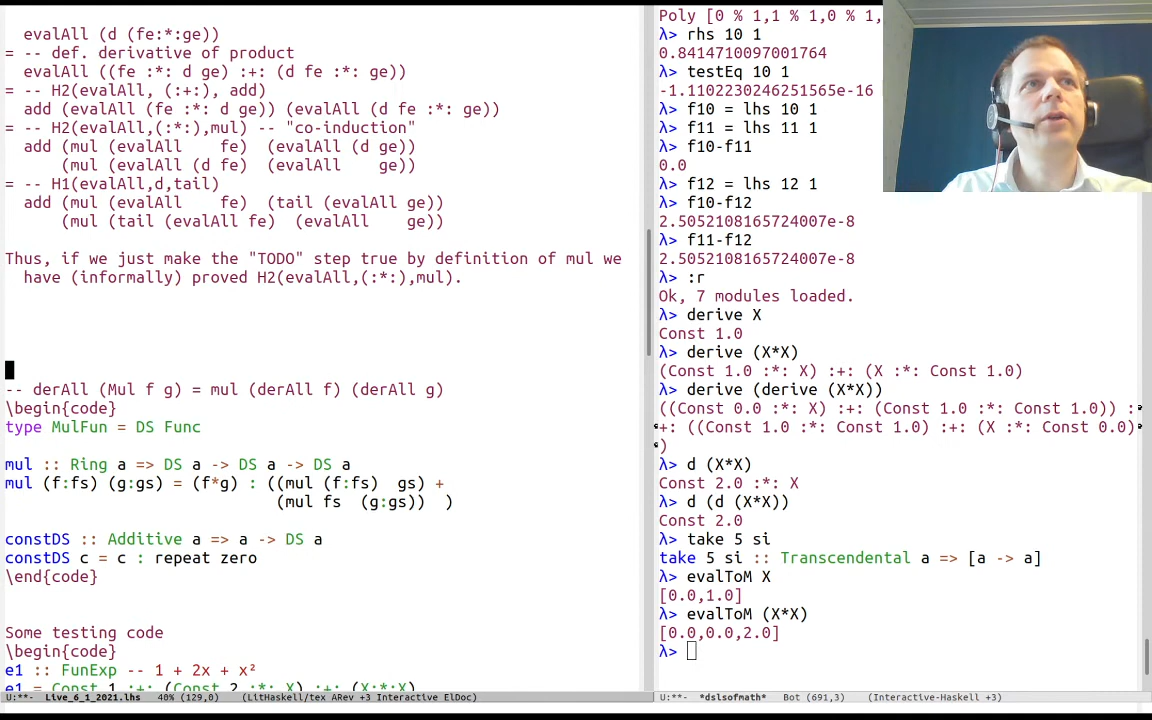 evalAll (d (fe:*:ge))
= -- def. derivative of product
evalAll ((fe :*: d ge) :+: (d fe :*: ge))
= -- H2(evalAll, (:+:), add)
add (evalAll (fe :*: d ge)) (evalAll (d fe :*: ge))
= -- H2(evalAll,(:*:),mul) -- "co-induction"
add (mul (evalAll    fe)  (evalAll (d ge))
(mul (evalAll (d fe)  (evalAll    ge))
= -- H1(evalAll,d,tail)
add (mul (evalAll    fe)  (tail (evalAll ge))
(mul (tail (evalAll fe)  (evalAll    ge))
Thus, if we just make the "TODO" step true by definition of mul we
have (informally) proved H2(evalAll,(:*:),mul).
-- derAll (Mul f g) = mul (derAll f) (derAll g)
\begin{code}
type MulFun = DS Func
mul :: Ring a => DS a -> DS a -> DS a
mul (f:fs) (g:gs) = (f*g) : ((mul (f:fs)  gs) +
(mul fs  (g:gs))  )
constDS :: Additive a => a -> DS a
constDS c = c : repeat zero
\end{code}
Some testing code
\begin{code}
e1 :: FunExp -- 1 + 2x + x²
e1 = Const 1 :+: (Const 2 :*: X) :+: (X:*:X)
U:**-  Live_6_1_2021.lhs   40% (129,0)    (LitHaskell/tex ARev +3 Interactive ElDoc)
Poly [0 % 1,1 % 1,0 % 1,
λ> rhs 10 1
0.8414710097001764
λ> testEq 10 1
-1.1102230246251565e-16
λ> f10 = lhs 10 1
λ> f11 = lhs 11 1
λ> f10-f11
0.0
λ> f12 = lhs 12 1
λ> f10-f12
2.5052108165724007e-8
λ> f11-f12
2.5052108165724007e-8
λ> :r
Ok, 7 modules loaded.
λ> derive X
Const 1.0
λ> derive (X*X)
(Const 1.0 :*: X) :+: (X :*: Const 1.0)
λ> derive (derive (X*X))
((Const 0.0 :*: X) :+: (Const 1.0 :*: Const 1.0)) :
+: ((Const 1.0 :*: Const 1.0) :+: (X :*: Const 0.0)
)
λ> d (X*X)
Const 2.0 :*: X
λ> d (d (X*X))
Const 2.0
λ> take 5 si
take 5 si :: Transcendental a => [a -> a]
λ> evalToM X
[0.0,1.0]
λ> evalToM (X*X)
[0.0,0.0,2.0]
λ>
U:**-  *dslsofmath*   Bot (691,3)    (Interactive-Haskell +3)